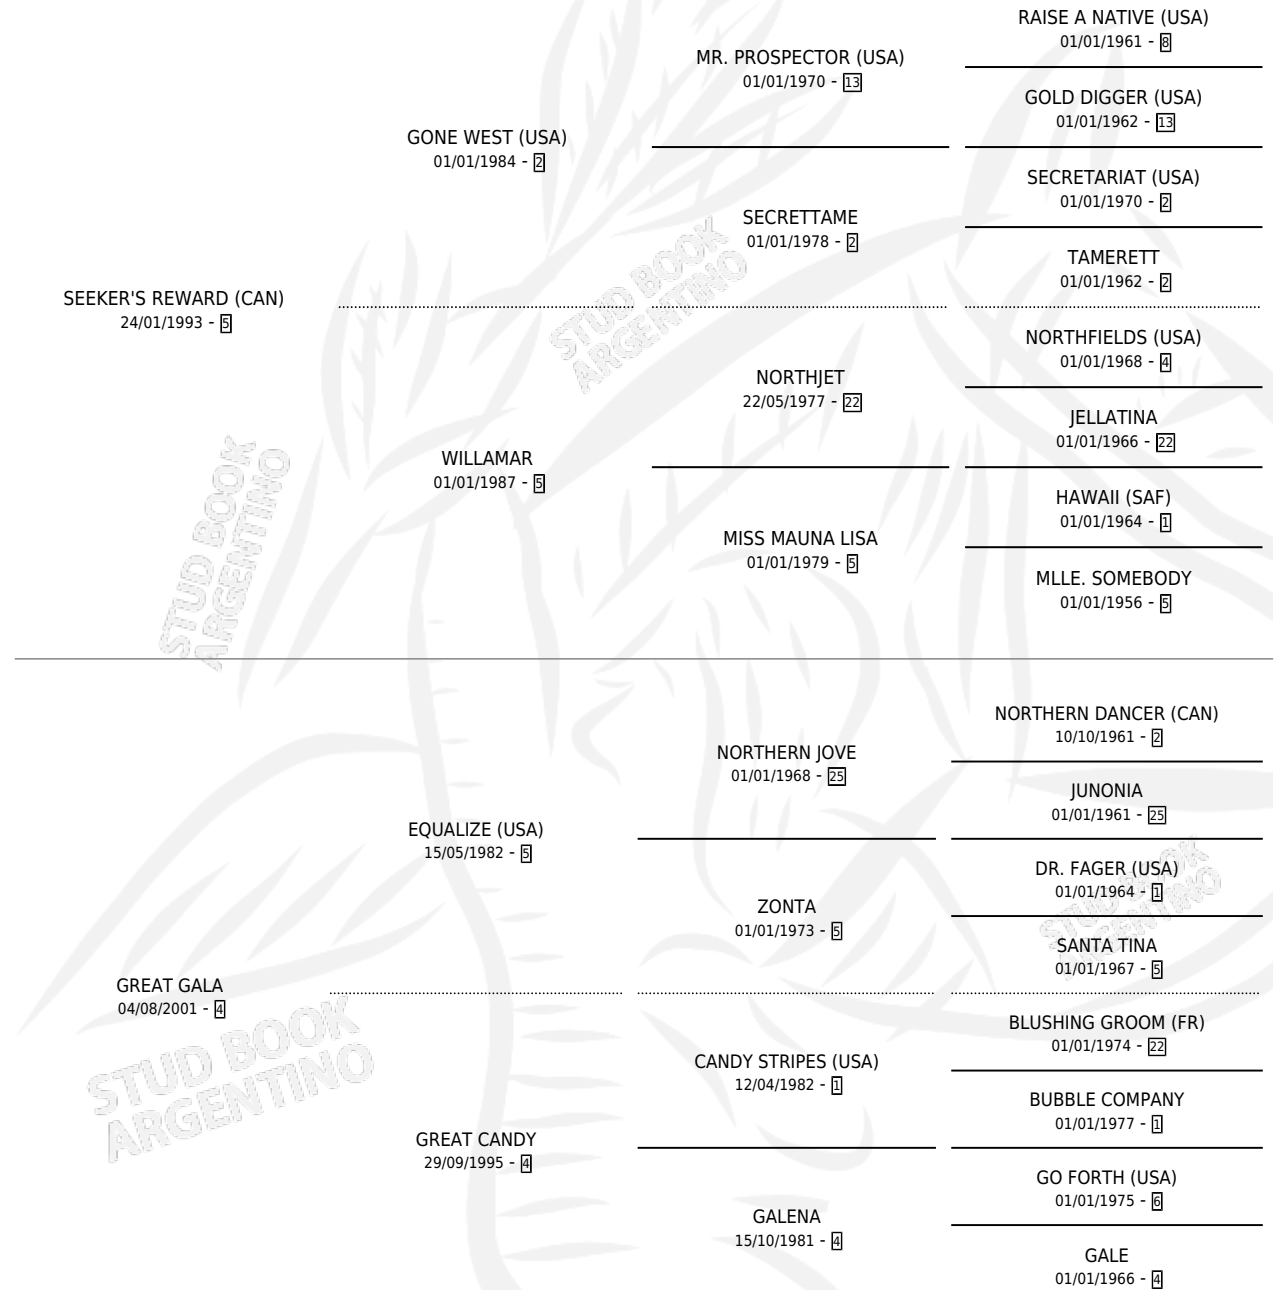 RAISE A NATIVE (USA)
01/01/1961 - 8
MR. PROSPECTOR (USA)
01/01/1970 - 13
GOLD DIGGER (USA)
01/01/1962 - 13
GONE WEST (USA)
01/01/1984 - 2
SECRETARIAT (USA)
01/01/1970 - 2
SECRETTAME
01/01/1978 - 2
TAMERETT
01/01/1962 - 2
SEEKER'S REWARD (CAN)
24/01/1993 - 5
NORTHFIELDS (USA)
01/01/1968 - 4
NORTHJET
22/05/1977 - 22
JELLATINA
01/01/1966 - 22
WILLAMAR
01/01/1987 - 5
HAWAII (SAF)
01/01/1964 - 1
MISS MAUNA LISA
01/01/1979 - 5
MLLE. SOMEBODY
01/01/1956 - 5
NORTHERN DANCER (CAN)
10/10/1961 - 2
NORTHERN JOVE
01/01/1968 - 25
JUNONIA
01/01/1961 - 25
EQUALIZE (USA)
15/05/1982 - 5
DR. FAGER (USA)
01/01/1964 - 1
ZONTA
01/01/1973 - 5
SANTA TINA
01/01/1967 - 5
GREAT GALA
04/08/2001 - 4
BLUSHING GROOM (FR)
01/01/1974 - 22
CANDY STRIPES (USA)
12/04/1982 - 1
BUBBLE COMPANY
01/01/1977 - 1
GREAT CANDY
29/09/1995 - 4
GO FORTH (USA)
01/01/1975 - 6
GALENA
15/10/1981 - 4
GALE
01/01/1966 - 4
STUD BOOK
ARGENTINO
STUD BOOK
ARGENTINO
STUD BOOK
ARGENTINO
STUD BOOK
ARGENTINO